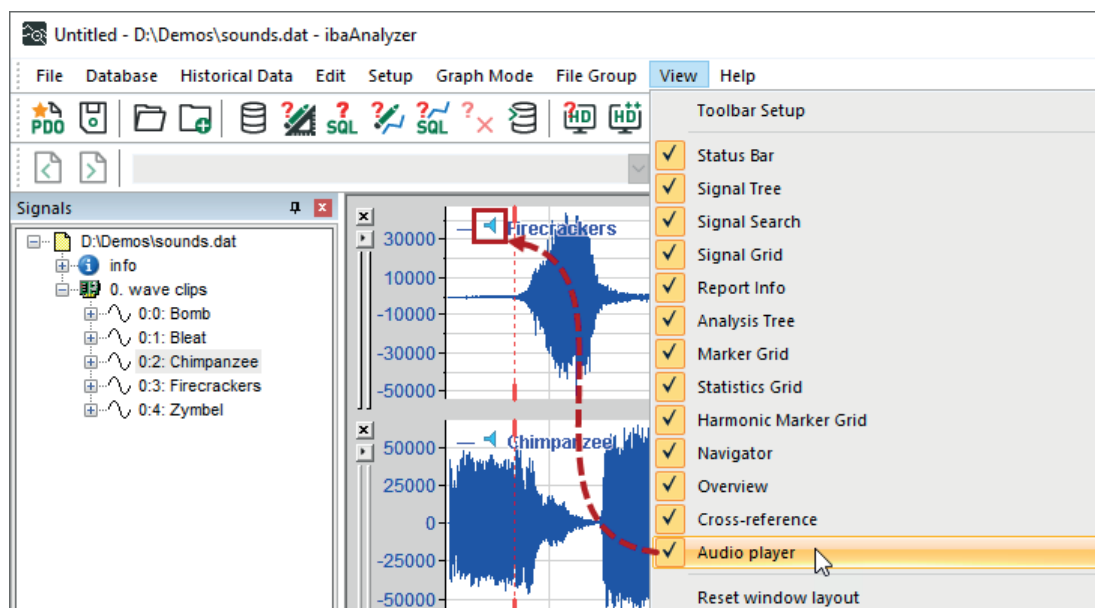 Untitled - D:\Demos\sounds.dat - ibaAnalyzer
File Database Historical Data Edit Setup Graph Mode File Group View Help
PDO SQL SQL HD HD
Toolbar Setup
Status Bar
Signal Tree
Signal Search
Signal Grid
Report Info
Analysis Tree
Marker Grid
Statistics Grid
Harmonic Marker Grid
Navigator
Overview
Cross-reference
Audio player
Reset window layout
Signals
D:\Demos\sounds.dat
info
0. wave clips
0:0: Bomb
0:1: Bleat
0:2: Chimpanzee
0:3: Firecrackers
0:4: Zymbel
Firecrackers
30000
10000
-10000
-30000
-50000
Chimpanzee
50000
25000
0
-25000
-50000